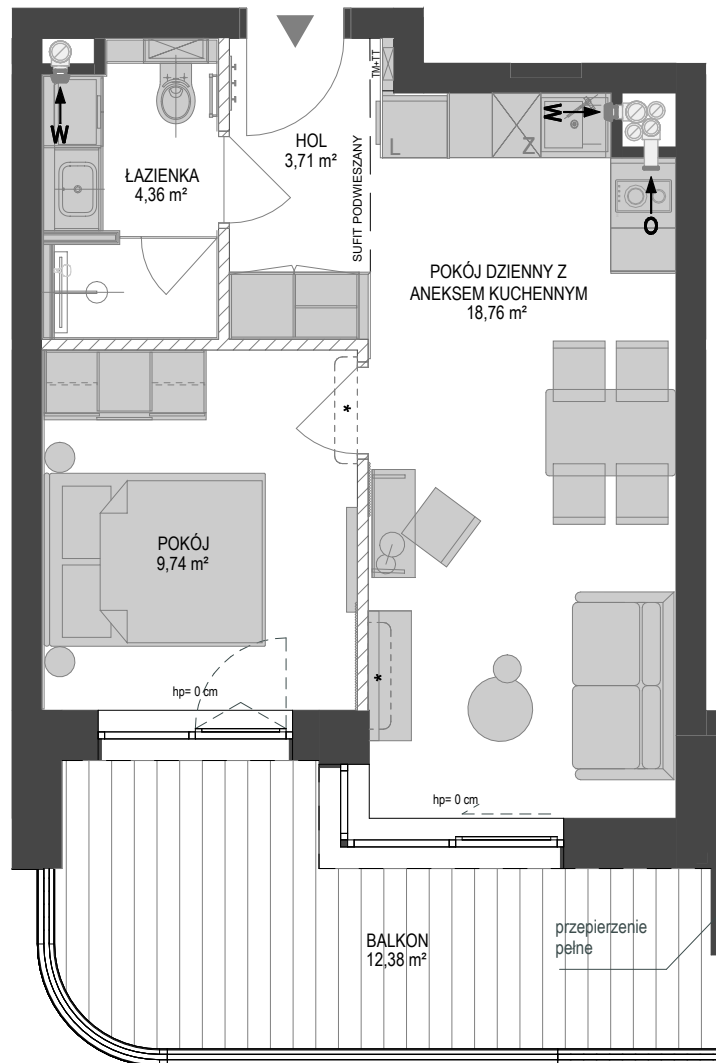 W
ŁAZIENKA
4,36 m²
HOL
3,71 m²
TM+TT
SUFIT PODWIESZANY
L
Z
W
O
POKÓJ DZIENNY Z
ANEKSEM KUCHENNYM
18,76 m²
*
POKÓJ
9,74 m²
*
hp= 0 cm
hp= 0 cm
BALKON
12,38 m²
przepierzenie
pełne